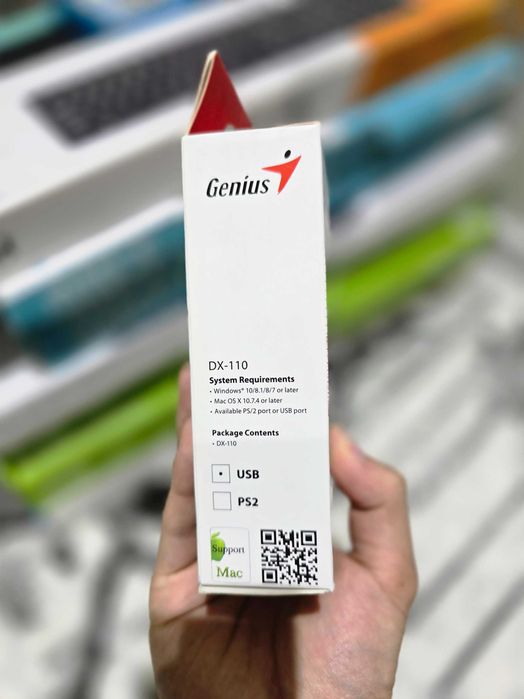 Genius
DX-110
System Requirements
• Windows® 10/8.1/8/7 or later
• Mac OS X 10.7.4 or later
• Available PS/2 port or USB port
Package Contents
• DX-110
USB
PS2
Support
Mac